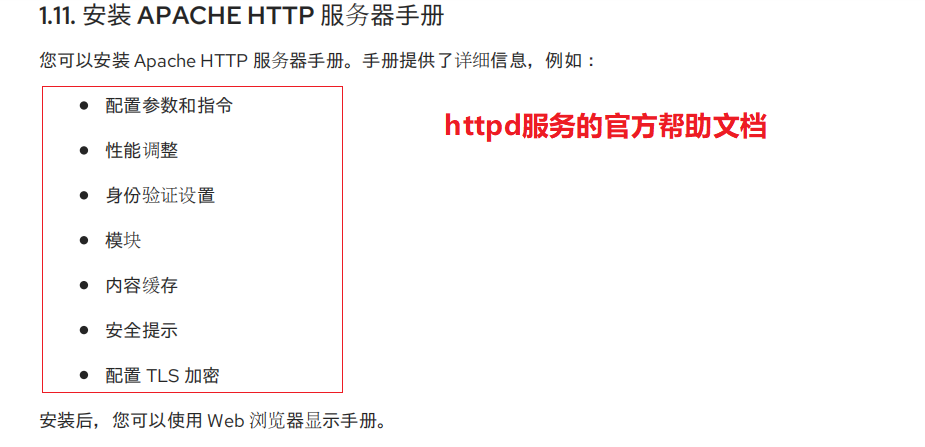 1.11. 安装 APACHE HTTP 服务器手册
您可以安装 Apache HTTP 服务器手册。手册提供了详细信息，例如：
● 配置参数和指令
httpd服务的官方帮助文档
● 性能调整
● 身份验证设置
● 模块
● 内容缓存
● 安全提示
● 配置 TLS 加密
安装后，您可以使用 Web 浏览器显示手册。